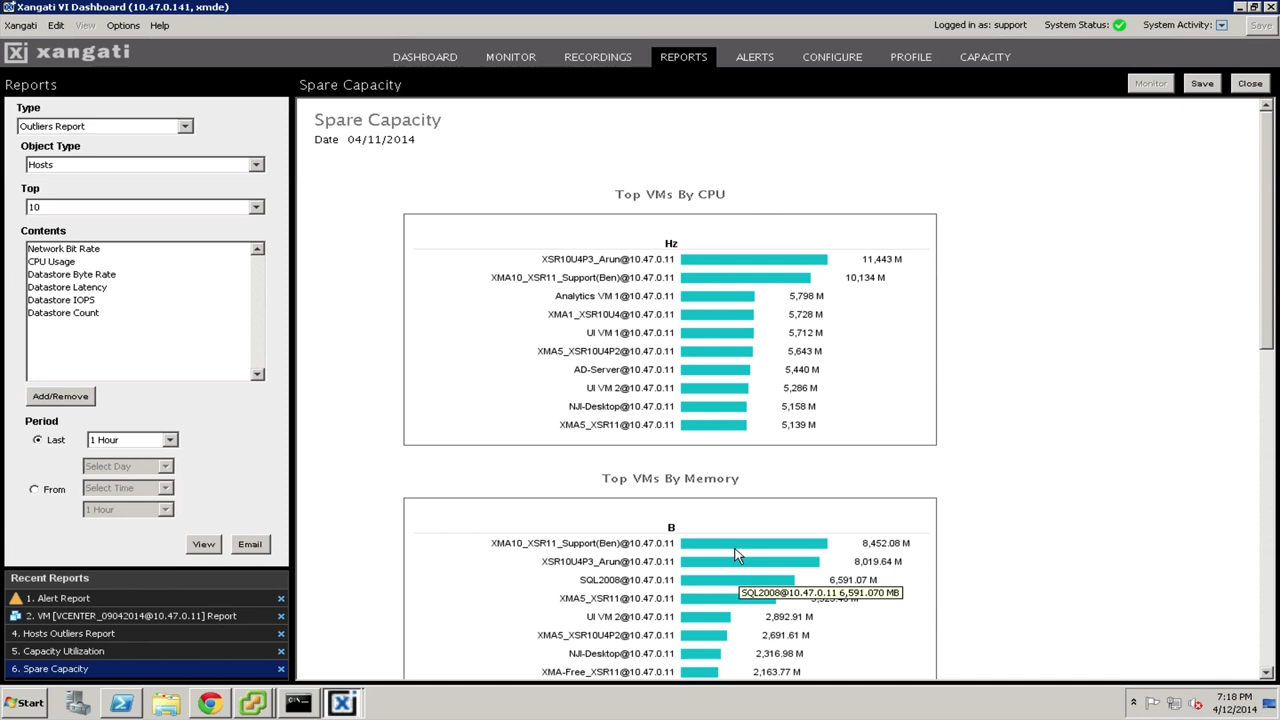 Xangati VI Dashboard (10.47.0.141, xmde)
Xangati Edit View Options Help
Logged in as: support System Status: System Activity: Save
xangati
DASHBOARD MONITOR RECORDINGS REPORTS ALERTS CONFIGURE PROFILE CAPACITY
Reports
Spare Capacity
Monitor Save Close
Type
Outliers Report
Object Type
Hosts
Top
10
Contents
Network Bit Rate
CPU Usage
Datastore Byte Rate
Datastore Latency
Datastore IOPS
Datastore Count
Add/Remove
Period
Last 1 Hour
Select Day
From Select Time
1 Hour
View Email
Recent Reports
1. Alert Report
2. VM [VCENTER_09042014@10.47.0.11] Report
4. Hosts Outliers Report
5. Capacity Utilization
6. Spare Capacity
Spare Capacity
Date 04/11/2014
Top VMs By CPU
Hz
XSR10U4P3_Arun@10.47.0.11 11,443 M
XMA10_XSR11_Support(Ben)@10.47.0.11 10,134 M
Analytics VM 1@10.47.0.11 5,798 M
XMA1_XSR10U4@10.47.0.11 5,728 M
UI VM 1@10.47.0.11 5,712 M
XMA5_XSR10U4P2@10.47.0.11 5,643 M
AD-Server@10.47.0.11 5,440 M
UI VM 2@10.47.0.11 5,286 M
NJI-Desktop@10.47.0.11 5,158 M
XMA5_XSR11@10.47.0.11 5,139 M
Top VMs By Memory
B
XMA10_XSR11_Support(Ben)@10.47.0.11 8,452.08 M
XSR10U4P3_Arun@10.47.0.11 8,019.64 M
SQL2008@10.47.0.11 6,591.07 M
SQL2008@10.47.0.11 6,591.070 MB
XMA5_XSR11@10.47.0.11
UI VM 2@10.47.0.11 2,892.91 M
XMA5_XSR10U4P2@10.47.0.11 2,691.61 M
NJI-Desktop@10.47.0.11 2,316.98 M
XMA-Free_XSR11@10.47.0.11 2,163.77 M
Start
7:18 PM
4/12/2014